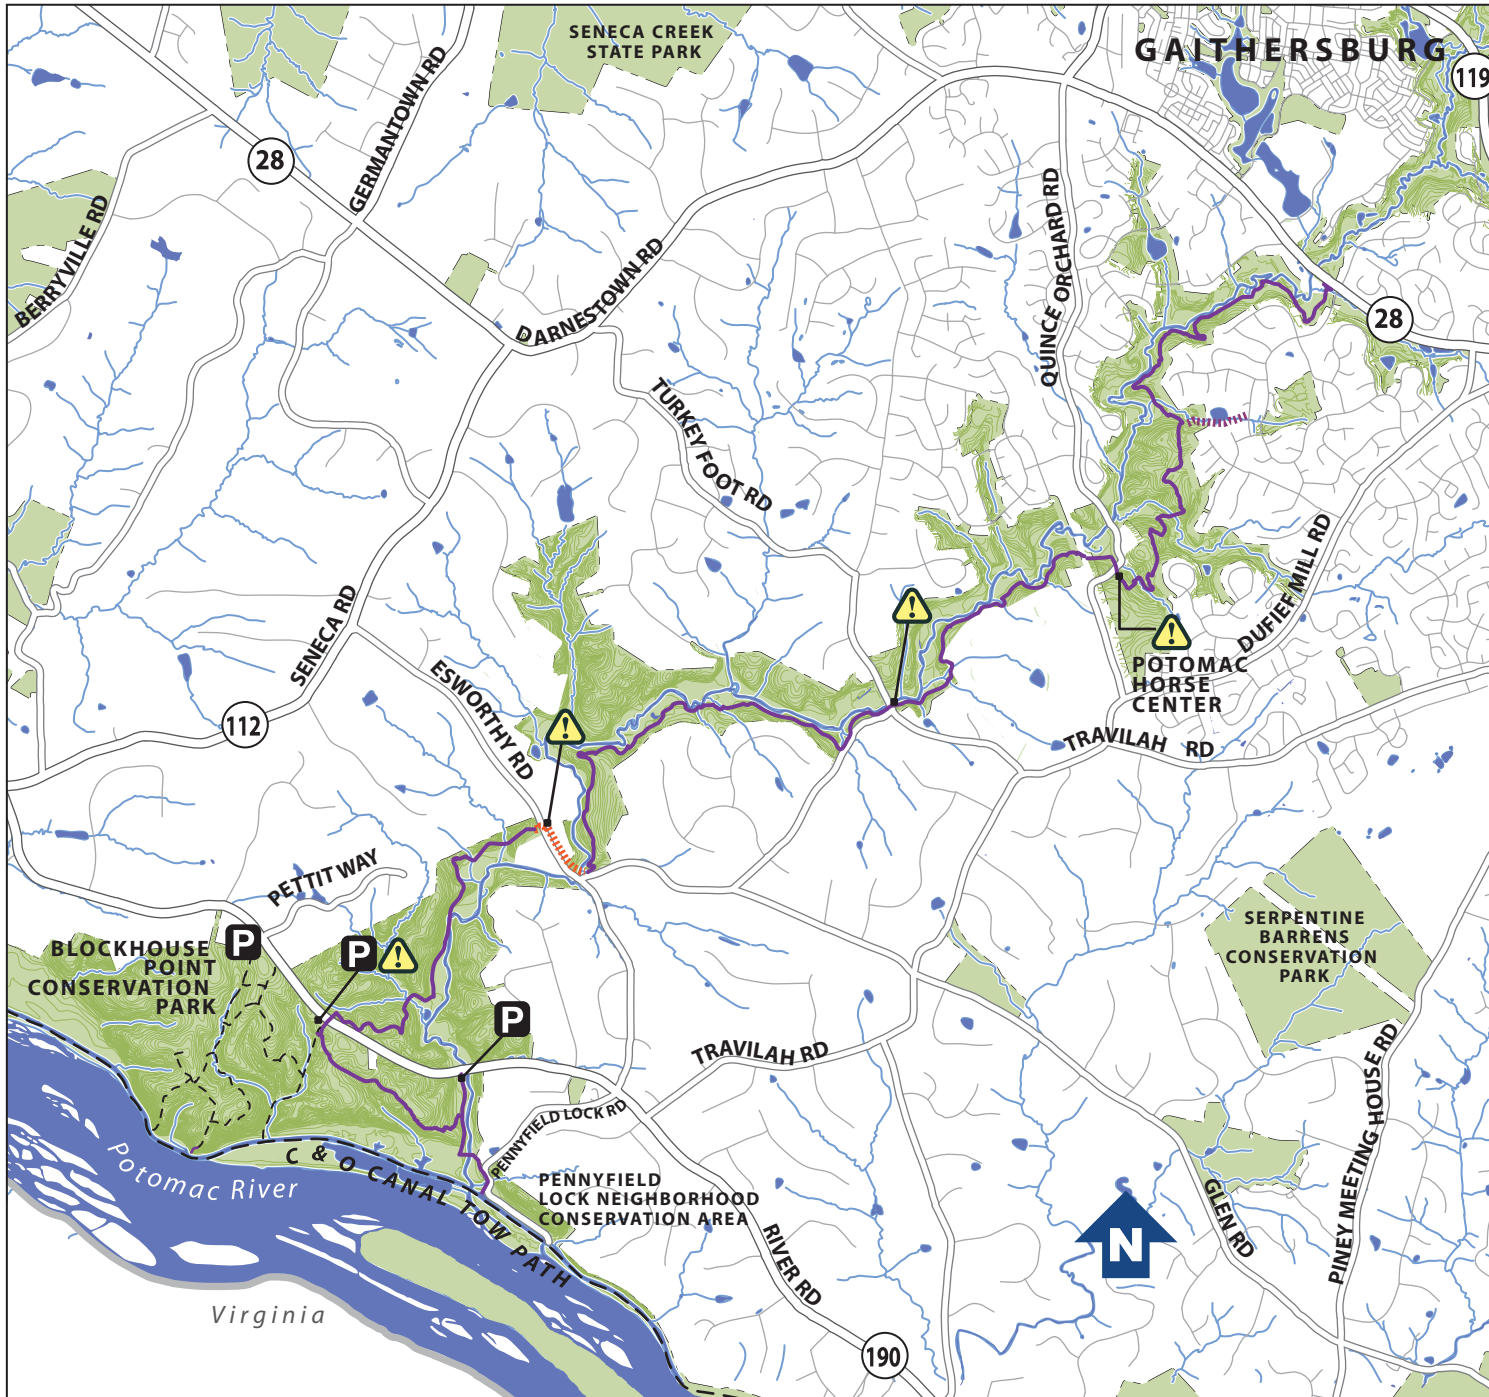 SENECA CREEK
STATE PARK
GAITHERSBURG
119
GERMANTOWN RD
28
BERRYVILLE RD
QUINCE ORCHARD RD
DARNESTOWN RD
28
TURKEY FOOT RD
DUFIEF MILL RD
SENECA RD
ESWORTHY RD
!
!
!
POTOMAC
HORSE
CENTER
112
TRAVILAH RD
PETTIT WAY
SERPENTINE
BARRENS
CONSERVATION
PARK
BLOCKHOUSE
POINT
CONSERVATION
PARK
P
P
!
P
TRAVILAH RD
PINEY MEETING HOUSE RD
PENNYFIELD LOCK RD
C & O CANAL TOW PATH
Potomac River
PENNYFIELD
LOCK NEIGHBORHOOD
CONSERVATION AREA
GLEN RD
RIVER RD
N
Virginia
190